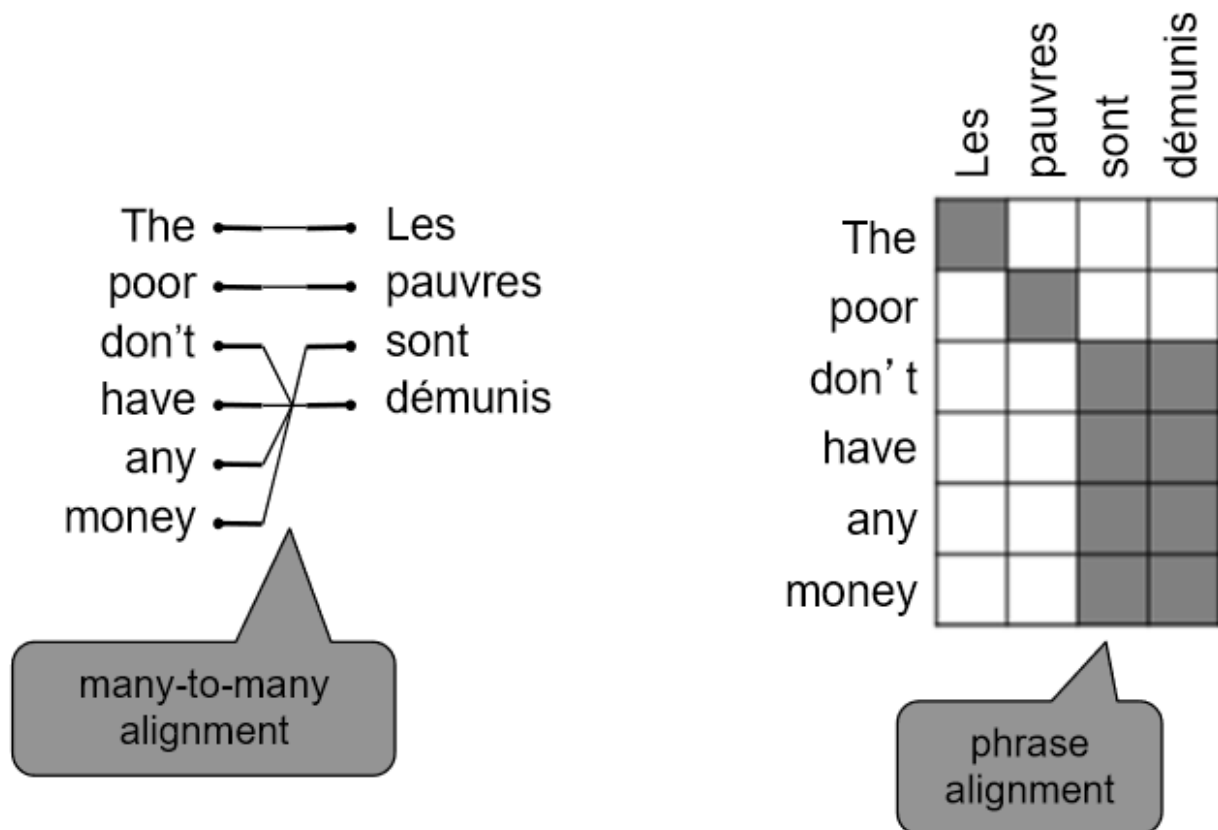 The
Les
poor
pauvres
don't
sont
have
démunis
any
money
many-to-many
alignment
Les
pauvres
sont
démunis
The
poor
don't
have
any
money
phrase
alignment